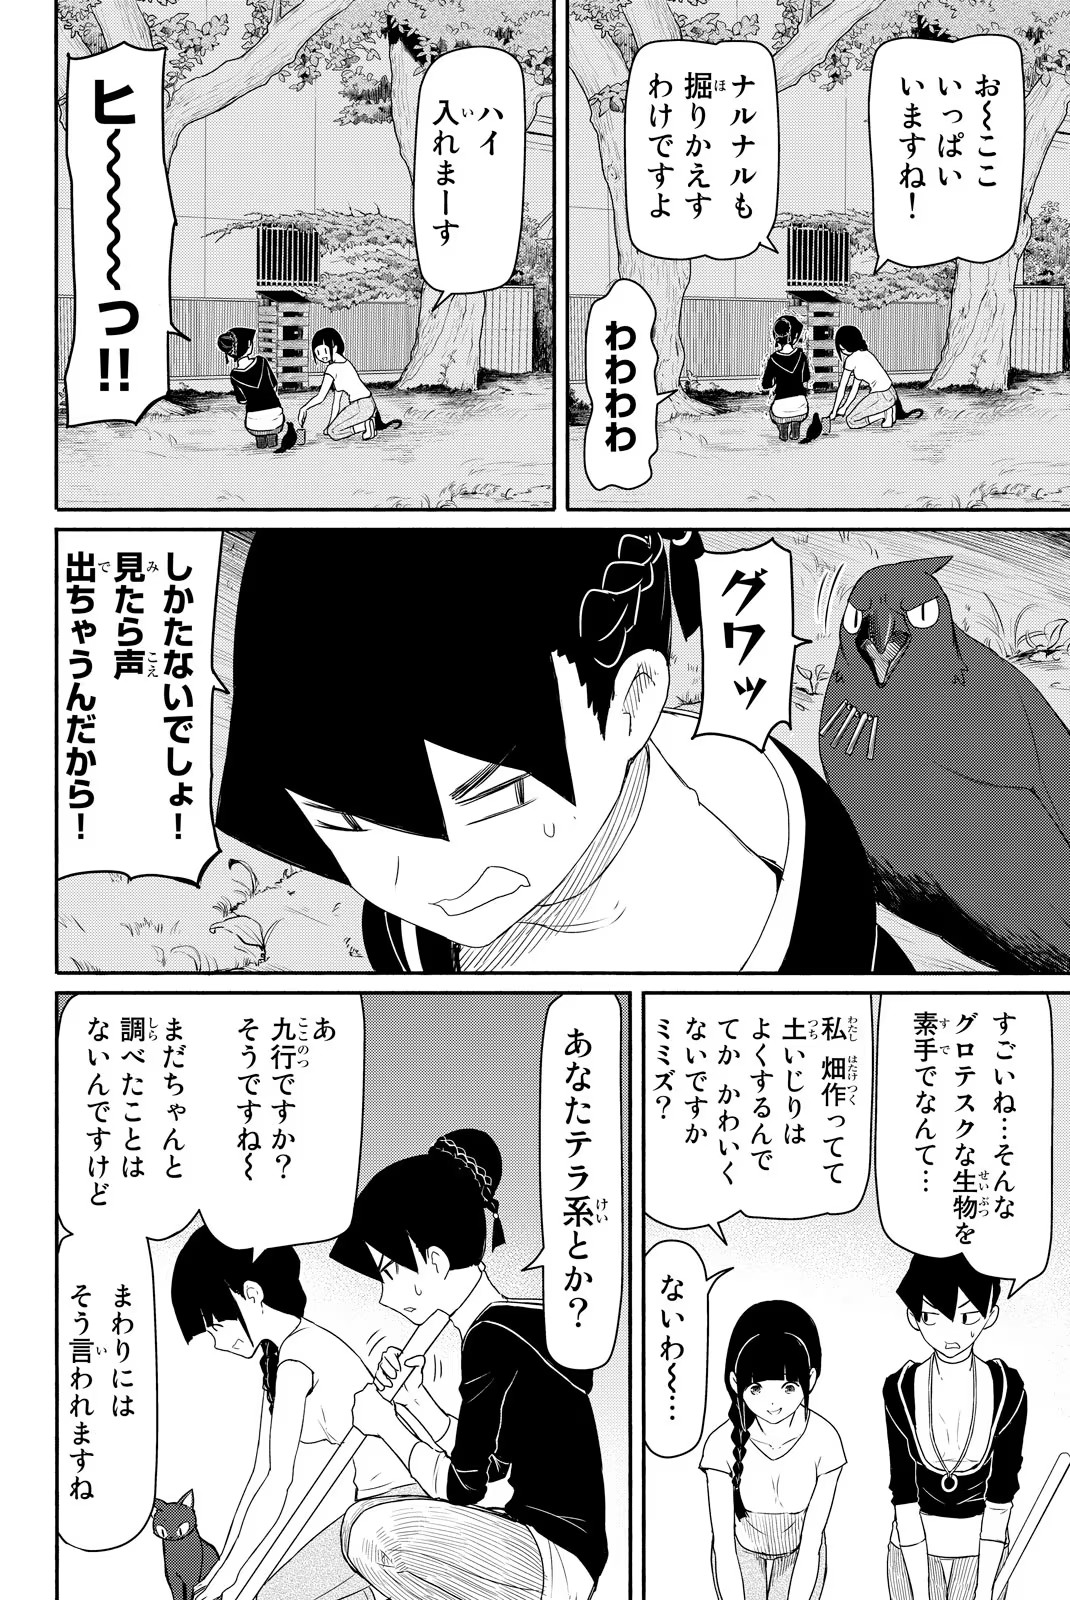 お〜ここ
いっぱい
いますね！
ナルナルも
掘りかえす
わけですよ
わわわわ
ハイ
入れまーす
ヒ〜〜〜〜っ!!
グワッ
しかたないでしょ！
見たら声
出ちゃうんだから！
すごいね…そんな
グロテスクな生物を
素手でなんて…
私 畑作ってて
土いじりは
よくするんで
てか かわいく
ないですか
ミミズ？
ないわ〜…
あなたテラ系とか？
あ
九行ですか？
そうですね〜
まだちゃんと
調べたことは
ないんですけど
まわりには
そう言われますね